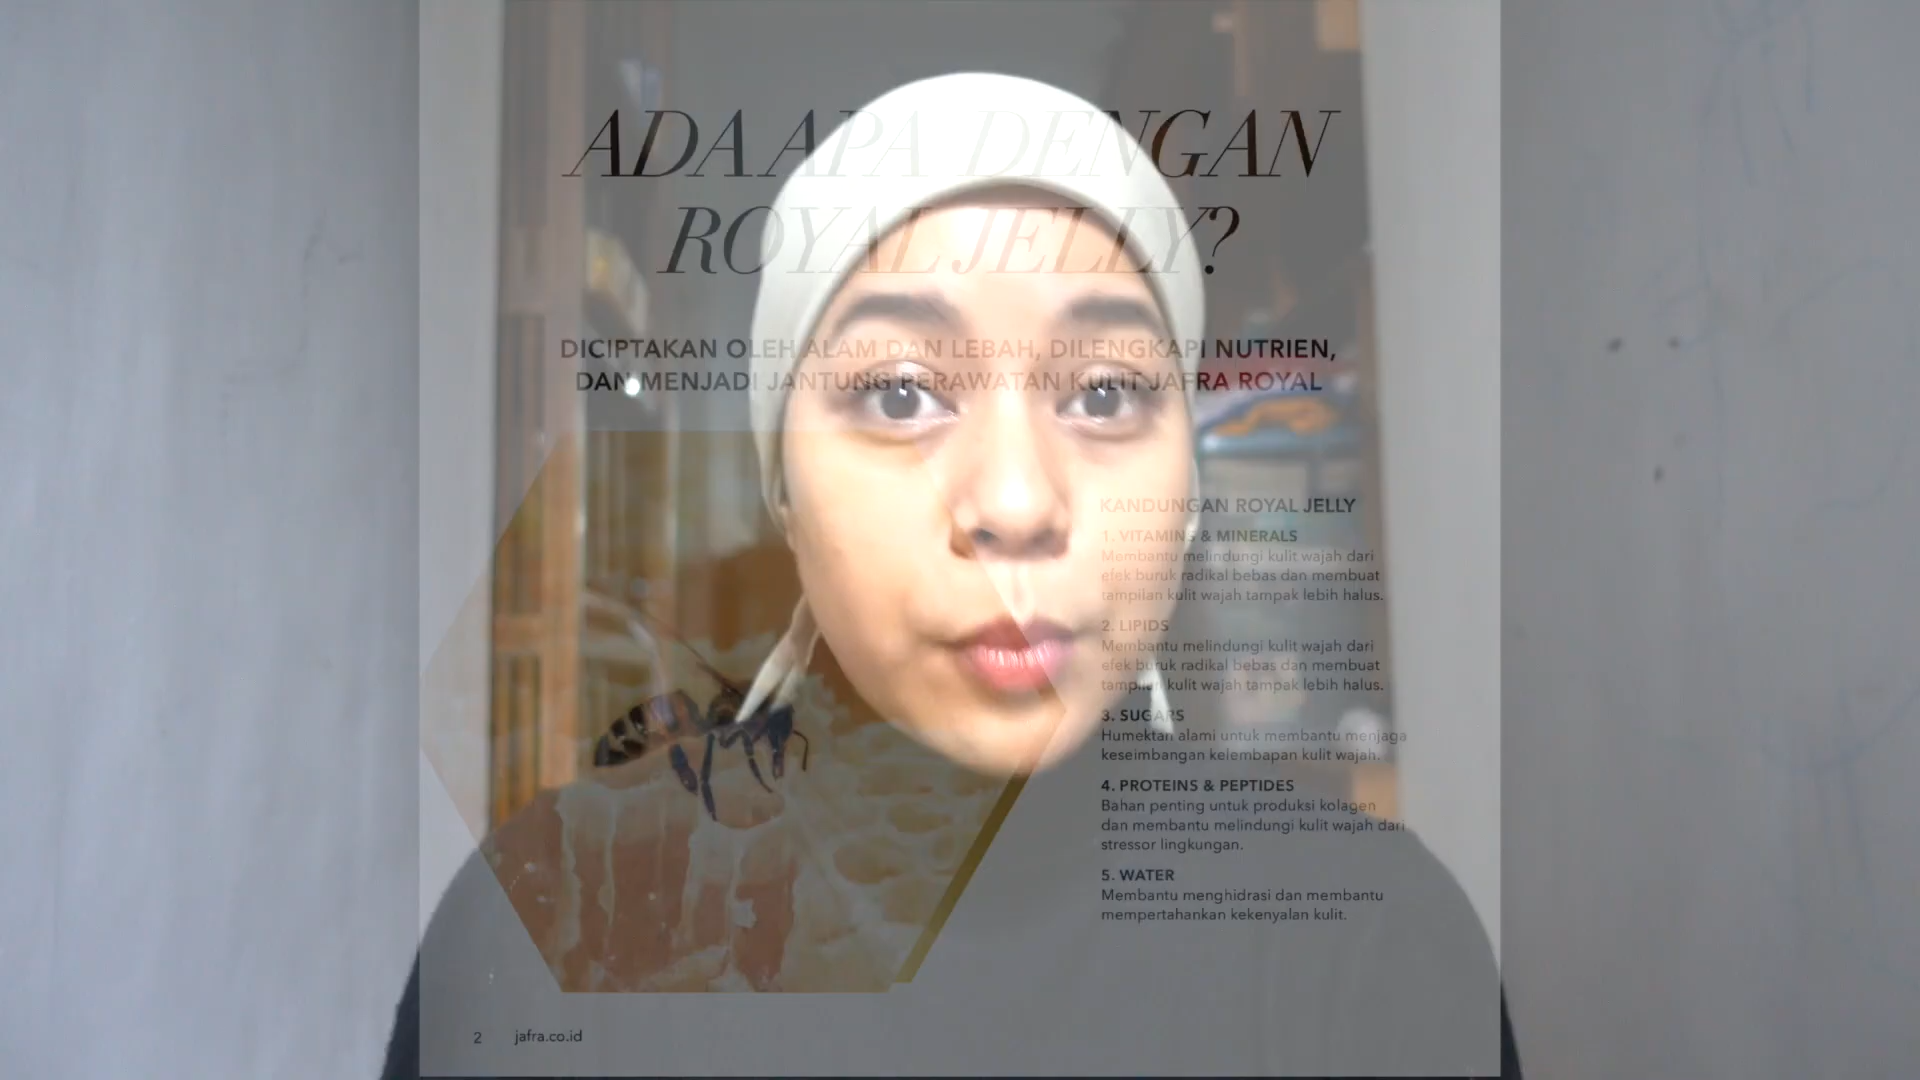 ADA APA DENGAN
ROYAL JELLY?
DICIPTAKAN OLEH ALAM DAN LEBAH, DILENGKAPI NUTRIEN,
DAN MENJADI JANTUNG PERAWATAN KULIT JAFRA ROYAL
KANDUNGAN ROYAL JELLY
1. VITAMINS & MINERALS
Membantu melindungi kulit wajah dari
efek buruk radikal bebas dan membuat
tampilan kulit wajah tampak lebih halus.
2. LIPIDS
Membantu melindungi kulit wajah dari
efek buruk radikal bebas dan membuat
tampilan kulit wajah tampak lebih halus.
3. SUGARS
Humektan alami untuk membantu menjaga
keseimbangan kelembapan kulit wajah.
4. PROTEINS & PEPTIDES
Bahan penting untuk produksi kolagen
dan membantu melindungi kulit wajah dari
stressor lingkungan.
5. WATER
Membantu menghidrasi dan membantu
mempertahankan kekenyalan kulit.
2 jafra.co.id